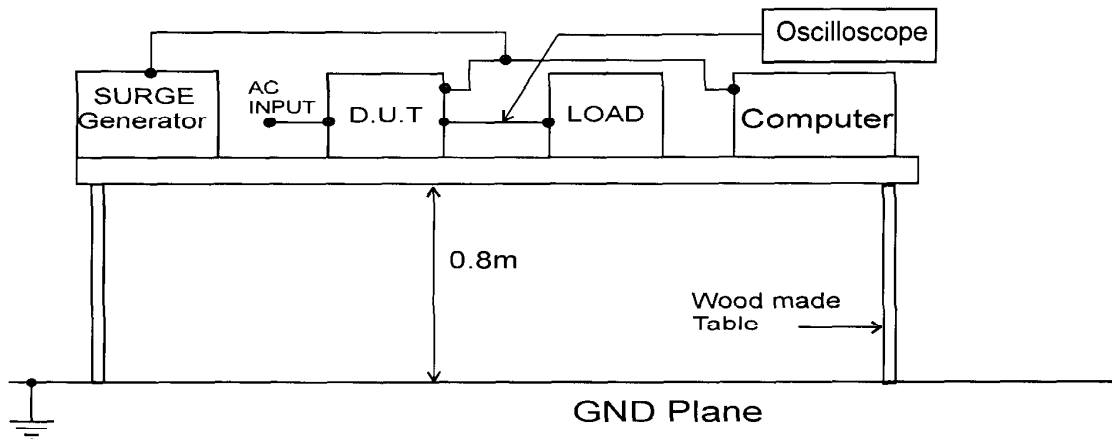 Oscilloscope
SURGE
Generator
AC
INPUT
D.U.T
LOAD
Computer
0.8m
Wood made
Table
GND Plane